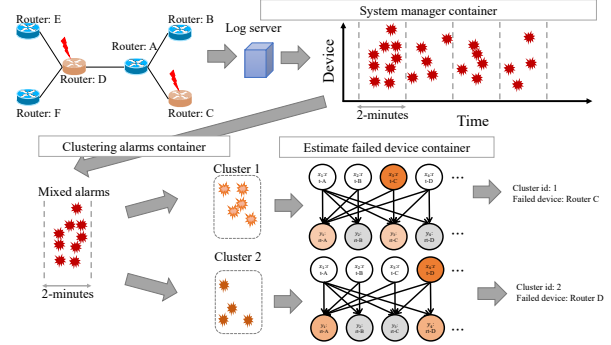 Router: E
Router: B
Router: A
Router: D
Router: F
Router: C
Log server
System manager container
Device
2-minutes
Time
Clustering alarms container
Estimate failed device container
Mixed alarms
2-minutes
Cluster 1
Cluster 2
t-A
t-B
t-C
t-D
...
σ-A
σ-B
σ-C
σ-D
...
t-A
t-B
t-C
t-D
...
σ-A
σ-B
σ-C
σ-D
...
Cluster id: 1
Failed device: Router C
Cluster id: 2
Failed device: Router D